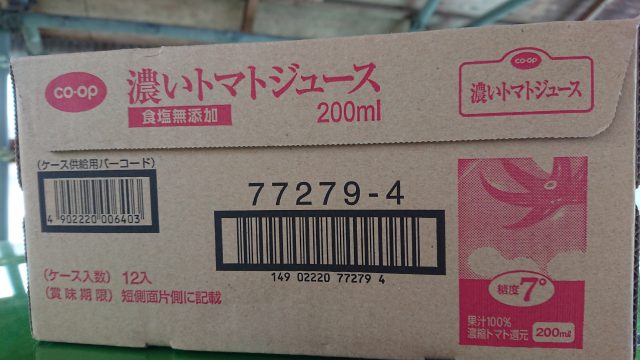 co-op
濃いトマトジュース
食塩無添加
200ml
co-op
濃いトマトジュース
(ケース供給用バーコード)
4 902220 006403
77279-4
149 02220 77279 4
(ケース入数) 12入
(賞味期限) 短側面片側に記載
糖度7°
果汁100%
濃縮トマト還元
200ml